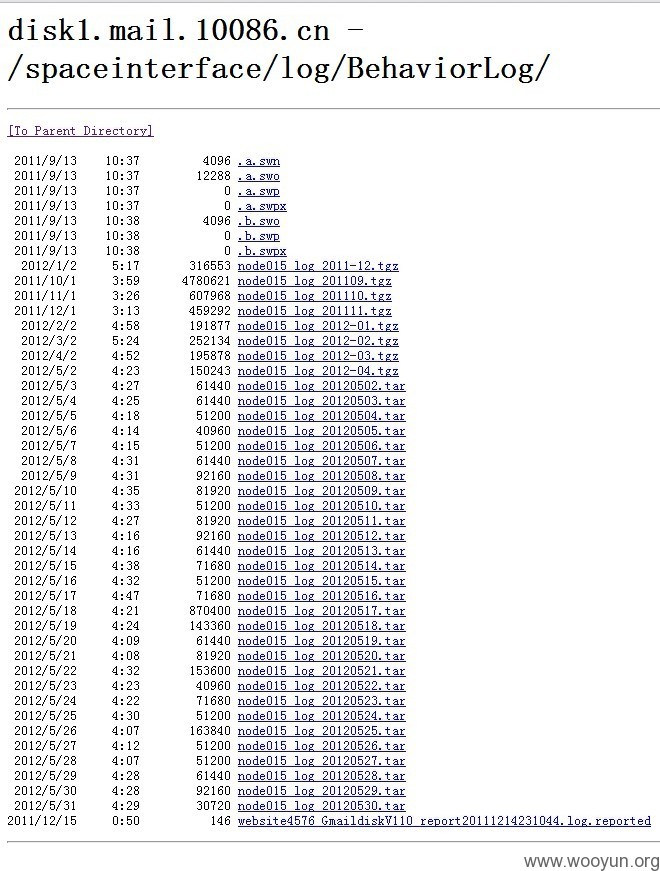 disk1.mail.10086.cn -
/spaceinterface/log/BehaviorLog/
[To Parent Directory]
2011/9/13 10:37 4096 .a.swn
2011/9/13 10:37 12288 .a.swo
2011/9/13 10:37 0 .a.swp
2011/9/13 10:37 0 .a.swpx
2011/9/13 10:38 4096 .b.swo
2011/9/13 10:38 0 .b.swp
2011/9/13 10:38 0 .b.swpx
2012/1/2 5:17 316553 node015_log_2011-12.tgz
2011/10/1 3:59 4780621 node015_log_201109.tgz
2011/11/1 3:26 607968 node015_log_201110.tgz
2011/12/1 3:13 459292 node015_log_201111.tgz
2012/2/2 4:58 191877 node015_log_2012-01.tgz
2012/3/2 5:24 252134 node015_log_2012-02.tgz
2012/4/2 4:52 195878 node015_log_2012-03.tgz
2012/5/2 4:23 150243 node015_log_2012-04.tgz
2012/5/3 4:27 61440 node015_log_20120502.tar
2012/5/4 4:25 61440 node015_log_20120503.tar
2012/5/5 4:18 51200 node015_log_20120504.tar
2012/5/6 4:14 40960 node015_log_20120505.tar
2012/5/7 4:15 51200 node015_log_20120506.tar
2012/5/8 4:31 61440 node015_log_20120507.tar
2012/5/9 4:31 92160 node015_log_20120508.tar
2012/5/10 4:35 81920 node015_log_20120509.tar
2012/5/11 4:33 51200 node015_log_20120510.tar
2012/5/12 4:27 81920 node015_log_20120511.tar
2012/5/13 4:16 92160 node015_log_20120512.tar
2012/5/14 4:16 61440 node015_log_20120513.tar
2012/5/15 4:38 71680 node015_log_20120514.tar
2012/5/16 4:32 51200 node015_log_20120515.tar
2012/5/17 4:47 71680 node015_log_20120516.tar
2012/5/18 4:21 870400 node015_log_20120517.tar
2012/5/19 4:24 143360 node015_log_20120518.tar
2012/5/20 4:09 61440 node015_log_20120519.tar
2012/5/21 4:08 81920 node015_log_20120520.tar
2012/5/22 4:32 153600 node015_log_20120521.tar
2012/5/23 4:23 40960 node015_log_20120522.tar
2012/5/24 4:22 71680 node015_log_20120523.tar
2012/5/25 4:30 51200 node015_log_20120524.tar
2012/5/26 4:07 163840 node015_log_20120525.tar
2012/5/27 4:12 51200 node015_log_20120526.tar
2012/5/28 4:07 51200 node015_log_20120527.tar
2012/5/29 4:28 61440 node015_log_20120528.tar
2012/5/30 4:28 92160 node015_log_20120529.tar
2012/5/31 4:29 30720 node015_log_20120530.tar
2011/12/15 0:50 146 website4576_GmaildiskV110_report20111214231044.log.reported
www.wooyun.org